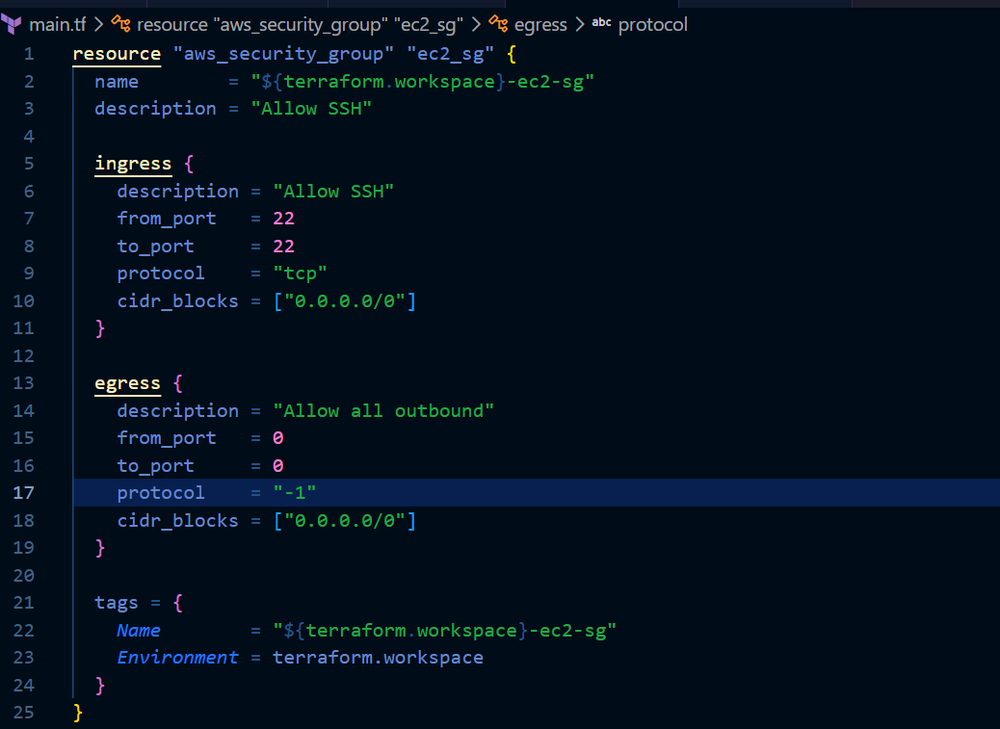 main.tf > resource "aws_security_group" "ec2_sg" > egress > abc protocol
1 resource "aws_security_group" "ec2_sg" {
2   name        = "${terraform.workspace}-ec2-sg"
3   description = "Allow SSH"
4
5   ingress {
6     description = "Allow SSH"
7     from_port   = 22
8     to_port     = 22
9     protocol    = "tcp"
10     cidr_blocks = ["0.0.0.0/0"]
11   }
12
13   egress {
14     description = "Allow all outbound"
15     from_port   = 0
16     to_port     = 0
17     protocol    = "-1"
18     cidr_blocks = ["0.0.0.0/0"]
19   }
20
21   tags = {
22     Name        = "${terraform.workspace}-ec2-sg"
23     Environment = terraform.workspace
24   }
25 }